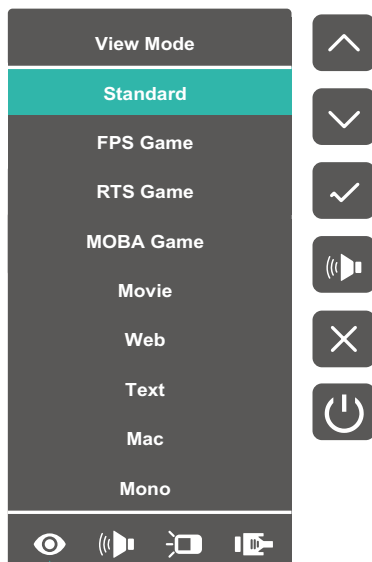 View Mode
Standard
FPS Game
RTS Game
MOBA Game
Movie
Web
Text
Mac
Mono